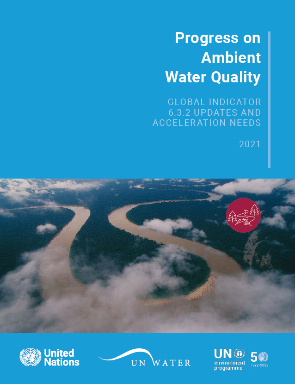 Progress on
Ambient
Water Quality
GLOBAL INDICATOR
6.3.2 UPDATES AND
ACCELERATION NEEDS
2021
United
Nations
UN WATER
UN
environment
programme
50